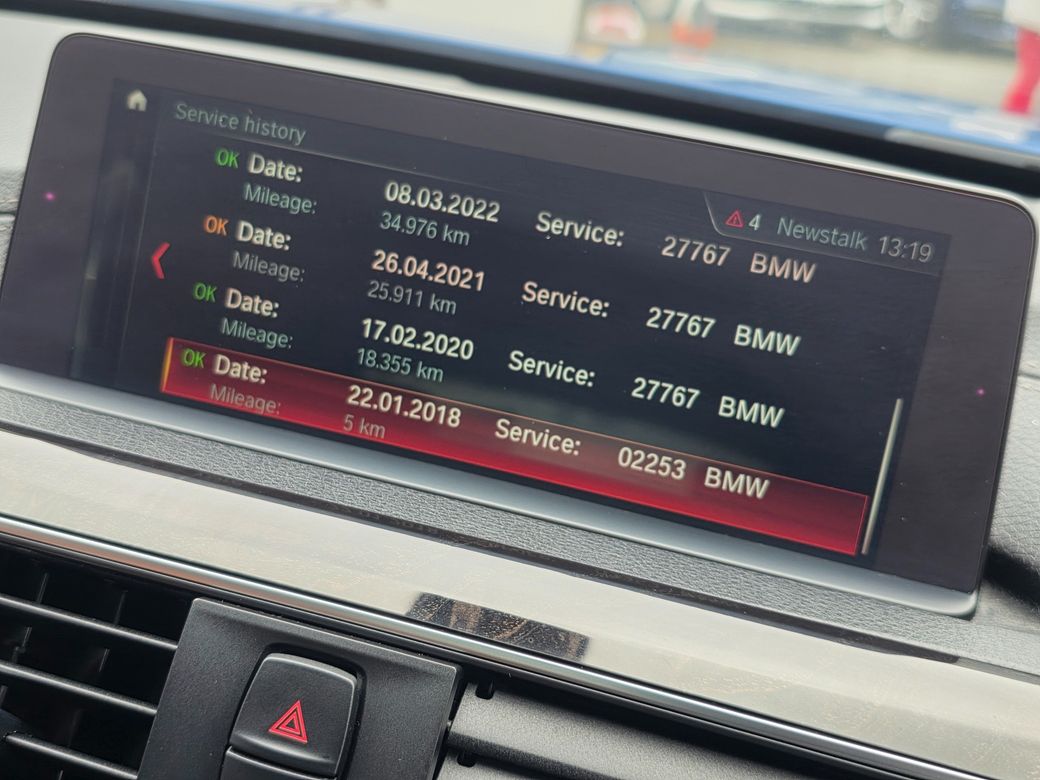 Service history
4 Newstalk 13:19
OK Date: 08.03.2022 Service: 27767 BMW
Mileage: 34.976 km
OK Date: 26.04.2021 Service: 27767 BMW
Mileage: 25.911 km
OK Date: 17.02.2020 Service: 27767 BMW
Mileage: 18.355 km
OK Date: 22.01.2018 Service: 02253 BMW
Mileage: 5 km